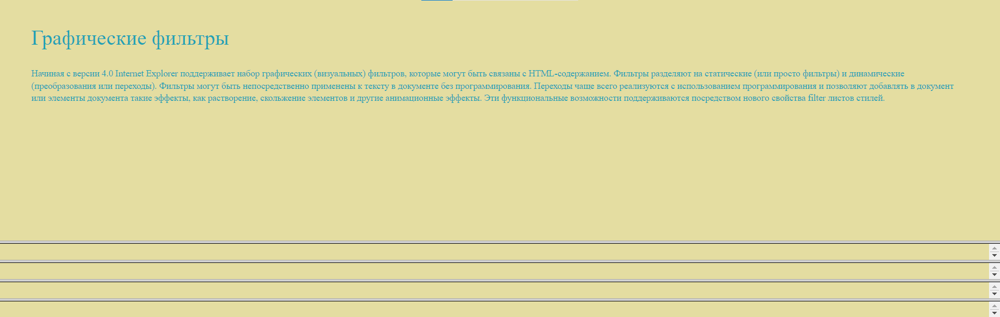 Графические фильтры
Начиная с версии 4.0 Internet Explorer поддерживает набор графических (визуальных) фильтров, которые могут быть связаны с HTML-содержанием. Фильтры разделяют на статические (или просто фильтры) и динамические
(преобразования или переходы). Фильтры могут быть непосредственно применены к тексту в документе без программирования. Переходы чаще всего реализуются с использованием программирования и позволяют добавлять в документ
или элементы документа такие эффекты, как растворение, скольжение элементов и другие анимационные эффекты. Эти функциональные возможности поддерживаются посредством нового свойства filter листов стилей.